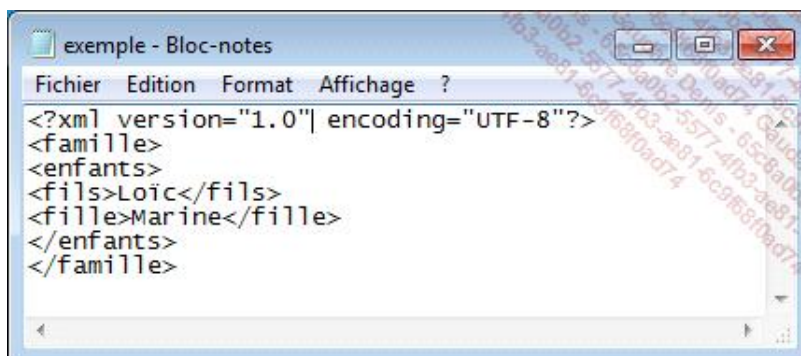 exemple - Bloc-notes
Fichier Edition Format Affichage ?
<?xml version="1.0" encoding="UTF-8"?>
<famille>
<enfants>
<fils>Loïc</fils>
<fille>Marine</fille>
</enfants>
</famille>